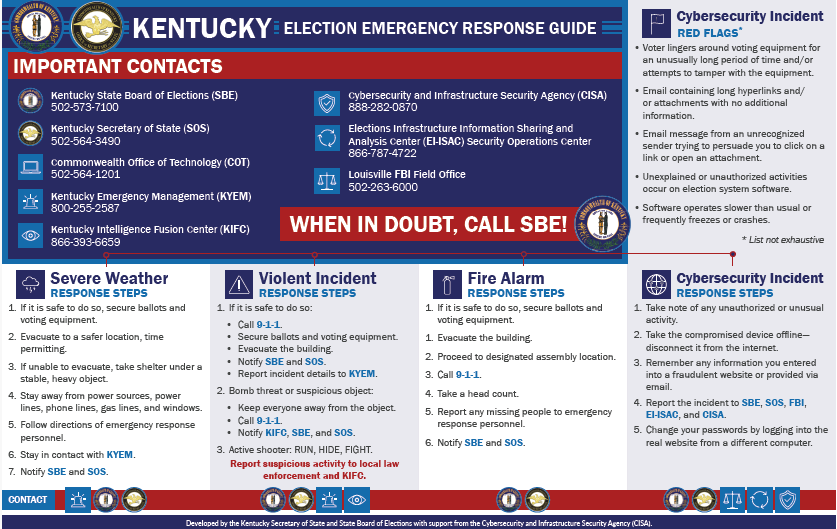 KENTUCKY ELECTION EMERGENCY RESPONSE GUIDE
IMPORTANT CONTACTS
Kentucky State Board of Elections (SBE)
502-573-7100
Kentucky Secretary of State (SOS)
502-564-3490
Commonwealth Office of Technology (COT)
502-564-1201
Kentucky Emergency Management (KYEM)
800-255-2587
Kentucky Intelligence Fusion Center (KIFC)
866-393-6659
Cybersecurity and Infrastructure Security Agency (CISA)
888-282-0870
Elections Infrastructure Information Sharing and
Analysis Center (EI-ISAC) Security Operations Center
866-787-4722
Louisville FBI Field Office
502-263-6000
WHEN IN DOUBT, CALL SBE!
Cybersecurity Incident
RED FLAGS*
• Voter lingers around voting equipment for
an unusually long period of time and/or
attempts to tamper with the equipment.
• Email containing long hyperlinks and/
or attachments with no additional
information.
• Email message from an unrecognized
sender trying to persuade you to click on a
link or open an attachment.
• Unexplained or unauthorized activities
occur on election system software.
• Software operates slower than usual or
frequently freezes or crashes.
* List not exhaustive
Severe Weather
RESPONSE STEPS
1. If it is safe to do so, secure ballots and
voting equipment.
2. Evacuate to a safer location, time
permitting.
3. If unable to evacuate, take shelter under a
stable, heavy object.
4. Stay away from power sources, power
lines, phone lines, gas lines, and windows.
5. Follow directions of emergency response
personnel.
6. Stay in contact with KYEM.
7. Notify SBE and SOS.
Violent Incident
RESPONSE STEPS
1. If it is safe to do so:
• Call 9-1-1.
• Secure ballots and voting equipment.
• Evacuate the building.
• Notify SBE and SOS.
• Report incident details to KYEM.
2. Bomb threat or suspicious object:
• Keep everyone away from the object.
• Call 9-1-1.
• Notify KIFC, SBE, and SOS.
3. Active shooter: RUN, HIDE, FIGHT.
Report suspicious activity to local law
enforcement and KIFC.
Fire Alarm
RESPONSE STEPS
1. If it is safe to do so, secure ballots and
voting equipment.
1. Evacuate the building.
2. Proceed to designated assembly location.
3. Call 9-1-1.
4. Take a head count.
5. Report any missing people to emergency
response personnel.
6. Notify SBE and SOS.
Cybersecurity Incident
RESPONSE STEPS
1. Take note of any unauthorized or unusual
activity.
2. Take the compromised device offline—
disconnect it from the internet.
3. Remember any information you entered
into a fraudulent website or provided via
email.
4. Report the incident to SBE, SOS, FBI,
EI-ISAC, and CISA.
5. Change your passwords by logging into the
real website from a different computer.
CONTACT
Developed by the Kentucky Secretary of State and State Board of Elections with support from the Cybersecurity and Infrastructure Security Agency (CISA).